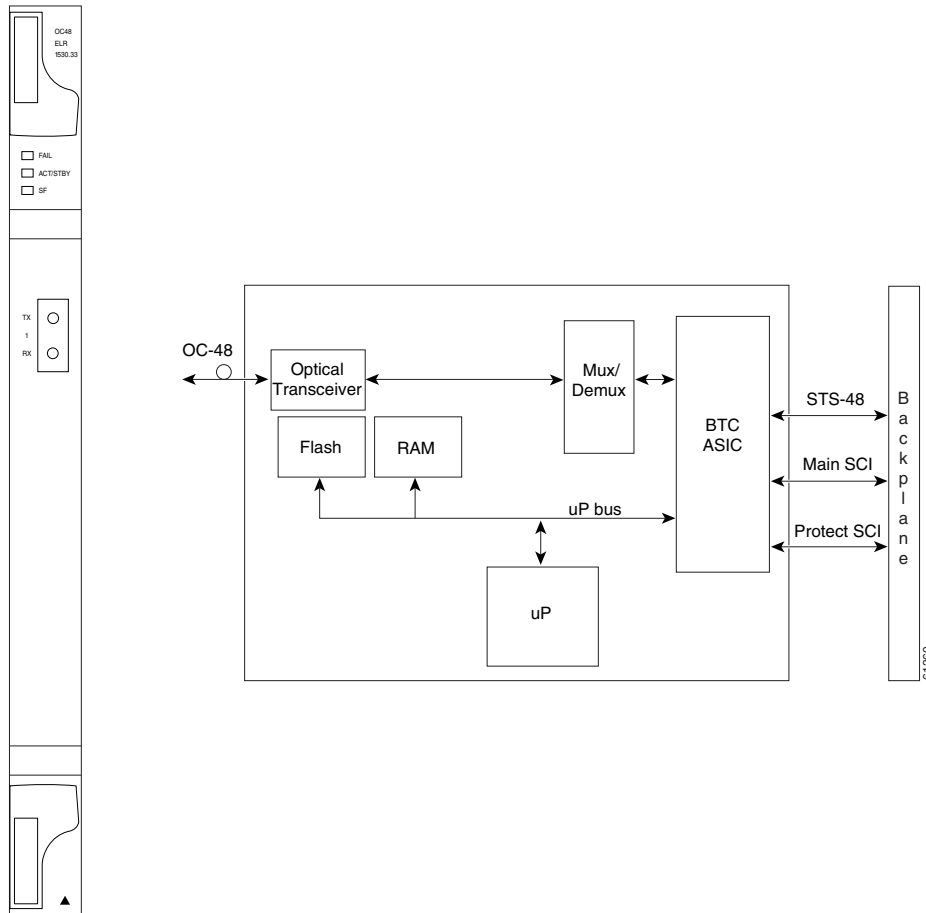 OC48
ELR
1530.33
FAIL
ACT/STBY
SF
TX
1
RX
OC-48
Optical
Transceiver
Mux/
Demux
BTC
ASIC
Flash
RAM
uP bus
uP
STS-48
Main SCI
Protect SCI
Backplane